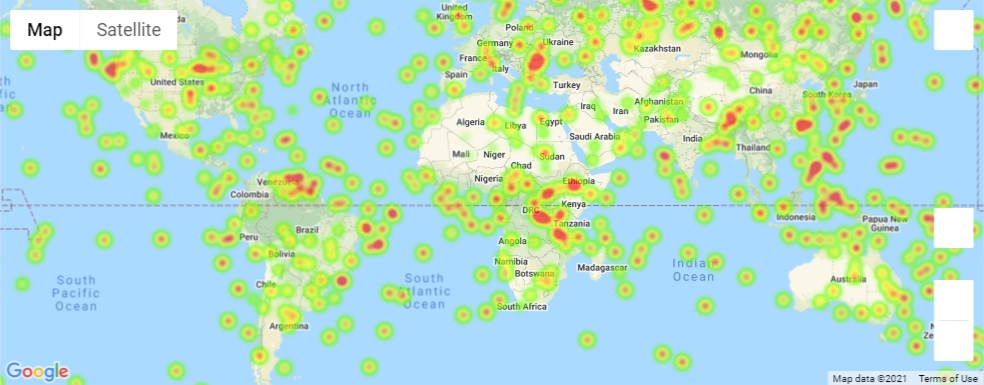 Map
Satellite
da
United
Kingdom
Poland
Germany
Ukraine
France
Italy
Spain
Turkey
Kazakhstan
Mongolia
China
Japan
South Korea
United States
North
Atlantic
Ocean
Mexico
Algeria
Libya
Egypt
Iraq
Iran
Afghanistan
Pakistan
Saudi Arabia
India
Thailand
Mali
Niger
Chad
Sudan
Nigeria
Ethiopia
Venezuela
Colombia
DRC
Kenya
Tanzania
Indonesia
Papua New
Guinea
Peru
Brazil
Bolivia
Angola
Namibia
Botswana
Madagascar
Indian
Ocean
South
Pacific
Ocean
Chile
South
Atlantic
Ocean
Australia
South Africa
Argentina
Google
Map data ©2021
Terms of Use